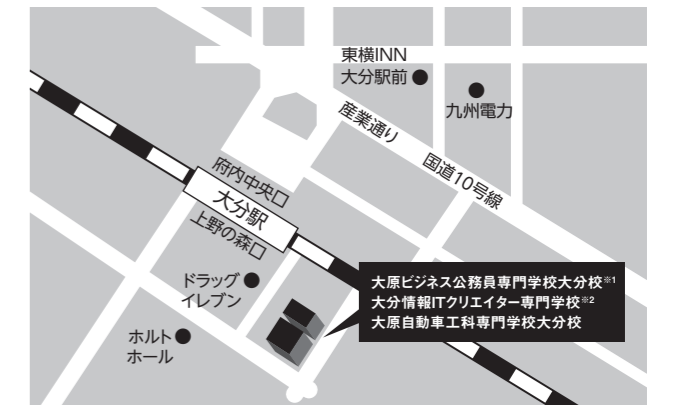 東横INN
大分駅前
九州電力
産業通り
国道10号線
府内中央口
大分駅
上野の森口
ドラッグ
イレブン
ホルト
ホール
大原ビジネス公務員専門学校大分校※1
大分情報ITクリエイター専門学校※2
大原自動車工科専門学校大分校